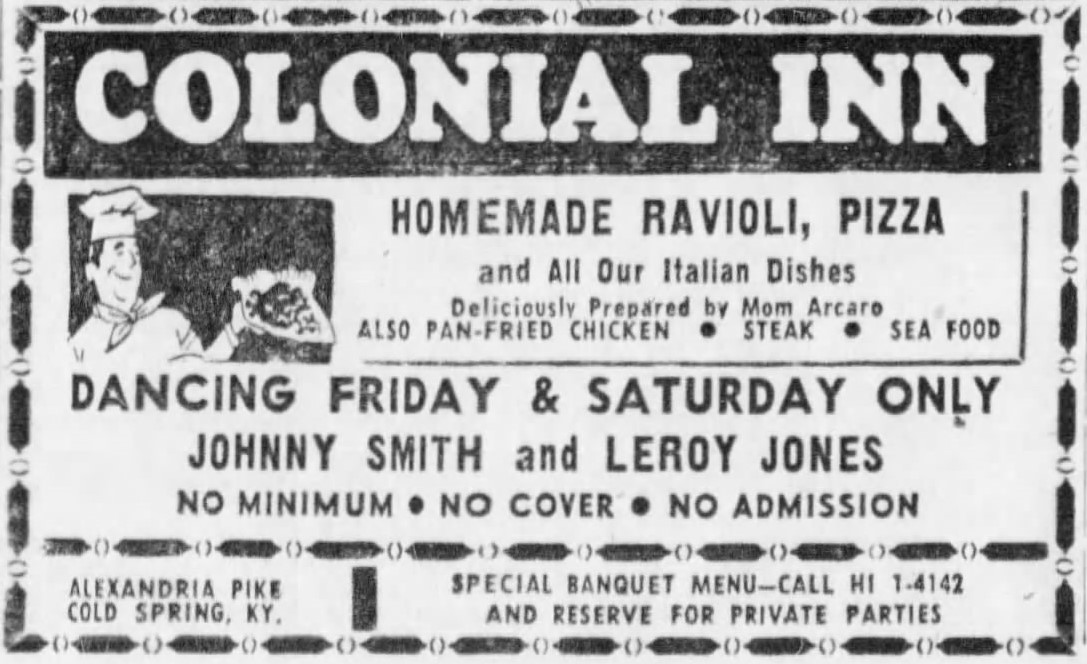 COLONIAL INN
HOMEMADE RAVIOLI, PIZZA
and All Our Italian Dishes
Deliciously Prepared by Mom Arcaro
ALSO PAN-FRIED CHICKEN • STEAK • SEA FOOD
DANCING FRIDAY & SATURDAY ONLY
JOHNNY SMITH and LEROY JONES
NO MINIMUM • NO COVER • NO ADMISSION
ALEXANDRIA PIKE
COLD SPRING, KY.
SPECIAL BANQUET MENU—CALL HI 1-4142
AND RESERVE FOR PRIVATE PARTIES